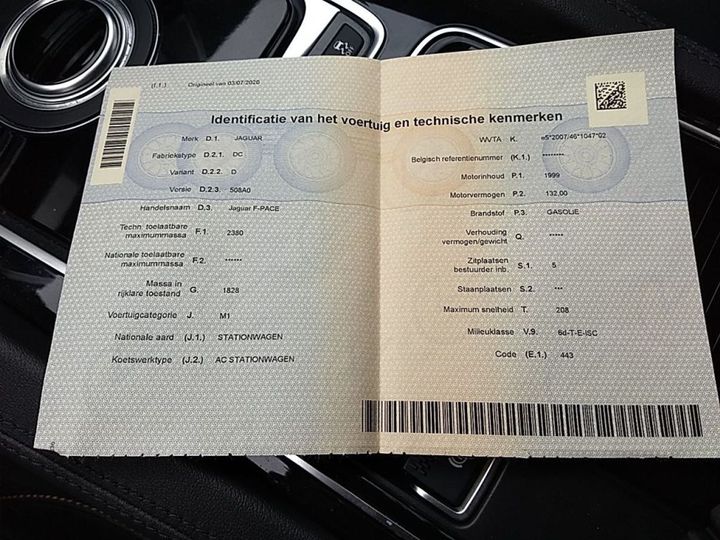 (I.1.) Origineel van 03/07/2020
Identificatie van het voertuig en technische kenmerken
Merk D.1. JAGUAR
Fabriekstype D.2.1. DC
Variant D.2.2. D
Versie D.2.3. 508A0
Handelsnaam D.3. Jaguar F-PACE
Techn. toelaatbare
maximummassa F.1. 2380
Nationale toelaatbare
maximummassa F.2. ******
Massa in
rijklare toestand G. 1828
Voertuigcategorie J. M1
Nationale aard (J.1.) STATIONWAGEN
Koetswerktype (J.2.) AC STATIONWAGEN
WVTA K. e5*2007/46*1047*02
Belgisch referentienummer (K.1.) ********
Motorinhoud P.1. 1999
Motorvermogen P.2. 132,00
Brandstof P.3. GASOLIE
Verhouding
vermogen/gewicht Q. *****
Zitplaatsen
bestuurder inb. S.1. 5
Staanplaatsen S.2. ***
Maximum snelheid T. 208
Milieuklasse V.9. 6d-T-E-ISC
Code (E.1.) 443